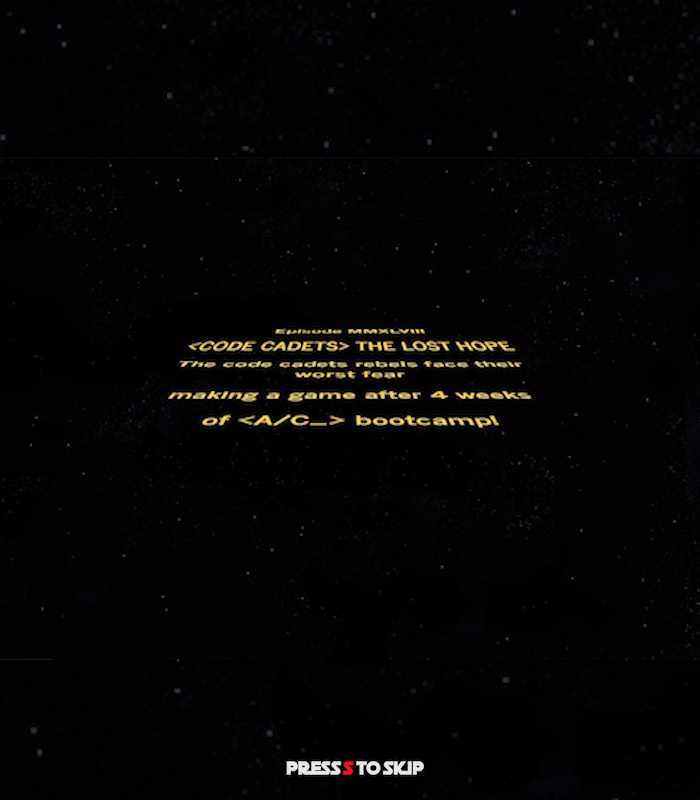 Episode MMXLVIII
<CODE CADETS> THE LOST HOPE
The code cadets rebels face their
worst fear
making a game after 4 weeks
of <A/C_> bootcamp!
PRESS S TO SKIP